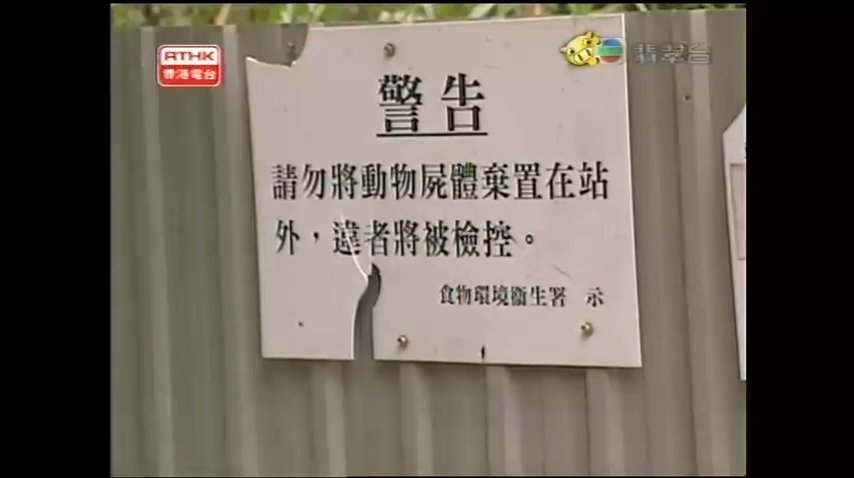 RTHK
香港電台
翡翠台
警告
請勿將動物屍體棄置在站
外，違者將被檢控。
食物環境衞生署 示